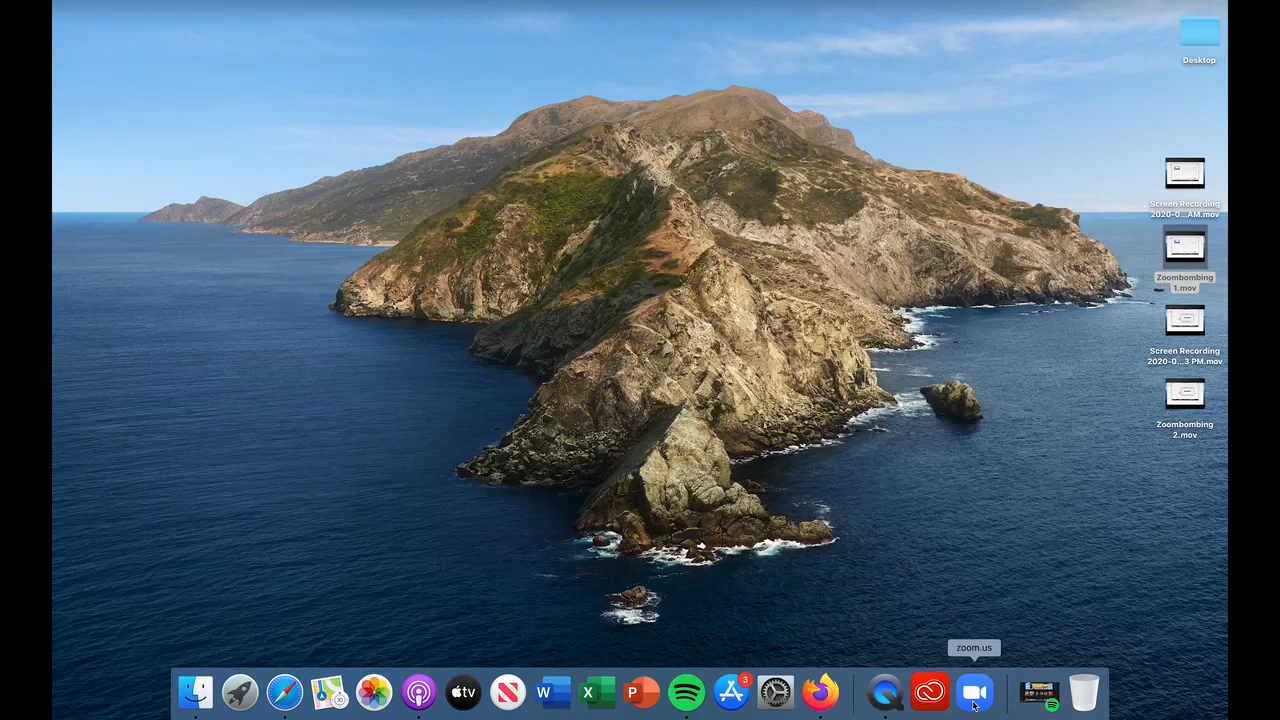 Desktop
Screen Recording
2020-0...AM.mov
Zoombombing
1.mov
Screen Recording
2020-0...3 PM.mov
Zoombombing
2.mov
zoom.us
tv
W
X
P
3